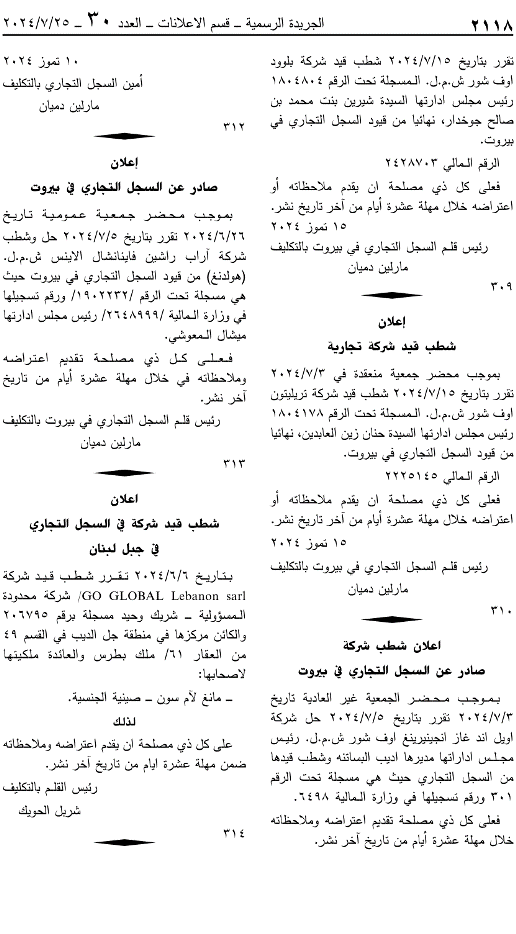 ٢١١٨
الجريدة الرسمية ــ قسم الاعلانات ــ العدد ٣٠ ــ ٢٠٢٤/٧/٢٥
تقرر بتاريخ ٢٠٢٤/٧/١٥ شطب قيد شركة بلوود
اوف شور ش.م.ل. المسجلة تحت الرقم ١٨٠٤٨٠٤
رئيس مجلس ادارتها السيدة شيرين بنت محمد بن
صالح جوخدار، نهائيا من قيود السجل التجاري في
بيروت.
الرقم المالي ٢٤٢٨٧٠٣
فعلى كل ذي مصلحة ان يقدم ملاحظاته أو
اعتراضه خلال مهلة عشرة أيام من آخر تاريخ نشر.
١٥ تموز ٢٠٢٤
رئيس قلم السجل التجاري في بيروت بالتكليف
مارلين دميان
٣٠٩
إعلان
شطب قيد شركة تجارية
بموجب محضر جمعية منعقدة في ٢٠٢٤/٧/٣
تقرر بتاريخ ٢٠٢٤/٧/١٥ شطب قيد شركة تريليتون
اوف شور ش.م.ل. المسجلة تحت الرقم ١٨٠٤١٧٨
رئيس مجلس ادارتها السيدة حنان زين العابدين، نهائيا
من قيود السجل التجاري في بيروت.
الرقم المالي ٢٢٢٥١٤٥
فعلى كل ذي مصلحة ان يقدم ملاحظاته أو
اعتراضه خلال مهلة عشرة أيام من آخر تاريخ نشر.
١٥ تموز ٢٠٢٤
رئيس قلم السجل التجاري في بيروت بالتكليف
مارلين دميان
٣١٠
اعلان شطب شركة
صادر عن السجل التجاري في بيروت
بموجب محضر الجمعية غير العادية تاريخ
٢٠٢٤/٧/٣ تقرر بتاريخ ٢٠٢٤/٧/٥ حل شركة
اويل اند غاز انجينيرينغ اوف شور ش.م.ل. رئيس
مجلس اداراتها مديرها اديب البساتنه وشطب قيدها
من السجل التجاري حيث هي مسجلة تحت الرقم
٣٠١ ورقم تسجيلها في وزارة المالية ٦٤٩٨.
فعلى كل ذي مصلحة تقديم اعتراضه وملاحظاته
خلال مهلة عشرة أيام من تاريخ آخر نشر.
١٠ تموز ٢٠٢٤
أمين السجل التجاري بالتكليف
مارلين دميان
٣١٢
إعلان
صادر عن السجل التجاري في بيروت
بموجب محضر جمعية عمومية تاريخ
٢٠٢٤/٦/٢٦ تقرر بتاريخ ٢٠٢٤/٧/٥ حل وشطب
شركة آراب راشين فاينانشال الاينس ش.م.ل.
(هولدنغ) من قيود السجل التجاري في بيروت حيث
هي مسجلة تحت الرقم /١٩٠٢٢٣٢/ ورقم تسجيلها
في وزارة المالية /٢٦٤٨٩٩٩/ رئيس مجلس ادارتها
ميشال المعوشي.
فعلى كل ذي مصلحة تقديم اعتراضه
وملاحظاته في خلال مهلة عشرة أيام من تاريخ
آخر نشر.
رئيس قلم السجل التجاري في بيروت بالتكليف
مارلين دميان
٣١٣
اعلان
شطب قيد شركة في السجل التجاري
في جبل لبنان
بتاريخ ٢٠٢٤/٦/٦ تقرر شطب قيد شركة
/GO GLOBAL Lebanon sarl شركة محدودة
المسؤولية ــ شريك وحيد مسجلة برقم ٢٠٦٧٩٥
والكائن مركزها في منطقة جل الديب في القسم ٤٩
من العقار ٦١/ ملك بطرس والعائدة ملكيتها
لاصحابها:
ــ مانغ لأم سون ــ صينية الجنسية.
لذلك
على كل ذي مصلحة ان يقدم اعتراضه وملاحظاته
ضمن مهلة عشرة ايام من تاريخ آخر نشر.
رئيس القلم بالتكليف
شربل الحويك
٣١٤